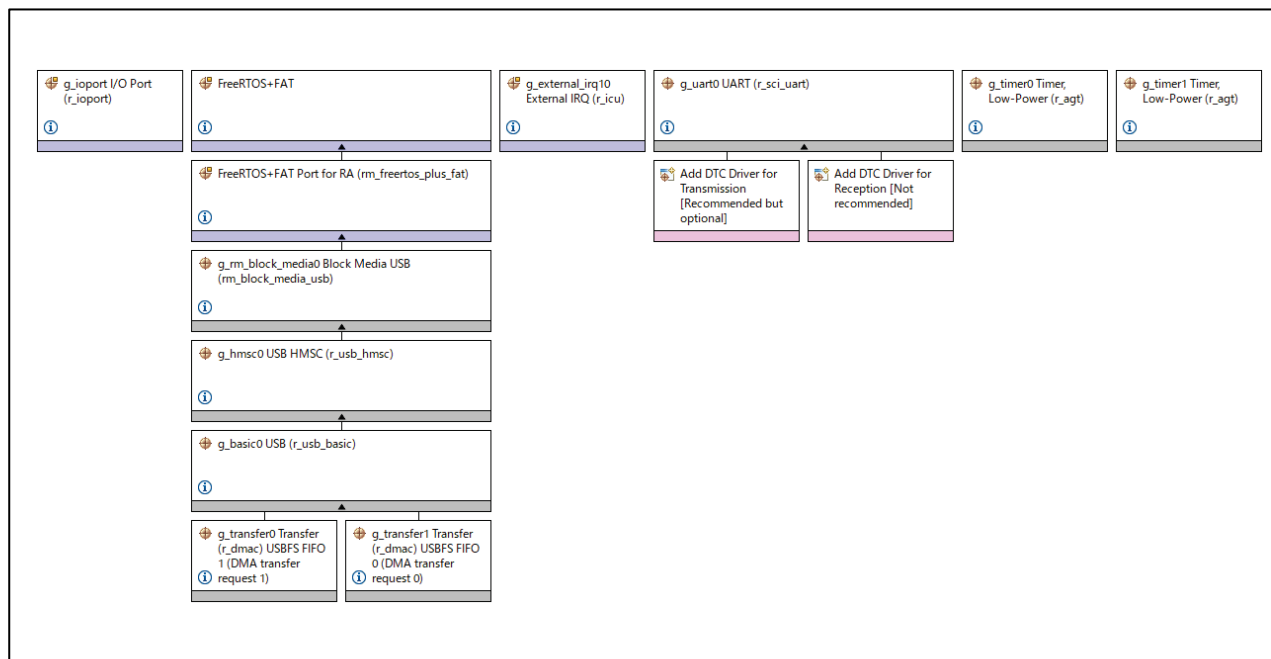 g_ioport I/O Port
(r_ioport)
FreeRTOS+FAT
g_external_irq10
External IRQ (r_icu)
g_uart0 UART (r_sci_uart)
g_timer0 Timer,
Low-Power (r_agt)
g_timer1 Timer,
Low-Power (r_agt)
FreeRTOS+FAT Port for RA (rm_freertos_plus_fat)
Add DTC Driver for
Transmission
[Recommended but
optional]
Add DTC Driver for
Reception [Not
recommended]
g_rm_block_media0 Block Media USB
(rm_block_media_usb)
g_hmsc0 USB HMSC (r_usb_hmsc)
g_basic0 USB (r_usb_basic)
g_transfer0 Transfer
(r_dmac) USBFS FIFO
1 (DMA transfer
request 1)
g_transfer1 Transfer
(r_dmac) USBFS FIFO
0 (DMA transfer
request 0)